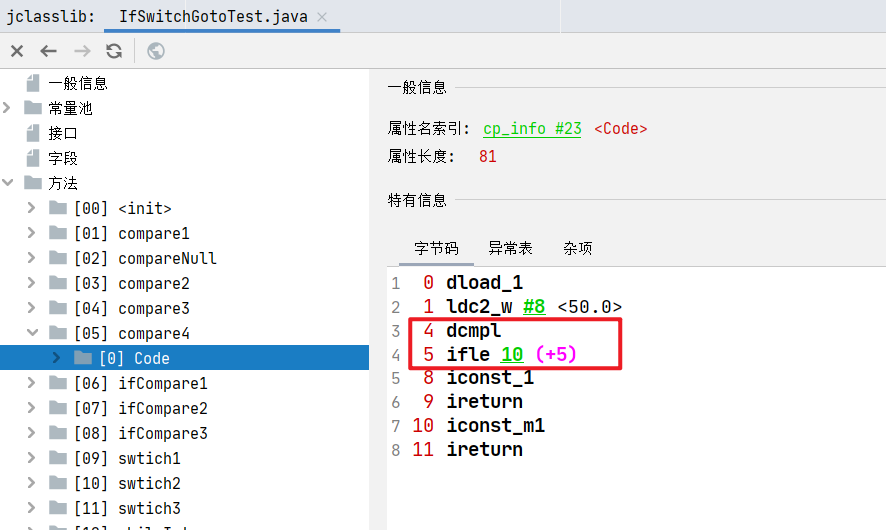 jclasslib: IfSwitchGotoTest.java
一般信息
常量池
接口
字段
方法
[00] <init>
[01] compare1
[02] compareNull
[03] compare2
[04] compare3
[05] compare4
[0] Code
[06] ifCompare1
[07] ifCompare2
[08] ifCompare3
[09] swtich1
[10] swtich2
[11] swtich3
一般信息
属性名索引: cp_info #23 <Code>
属性长度: 81
特有信息
字节码 异常表 杂项
1 0 dload_1
2 1 ldc2_w #8 <50.0>
3 4 dcmpl
4 5 ifle 10 (+5)
5 8 iconst_1
6 9 ireturn
7 10 iconst_m1
8 11 ireturn